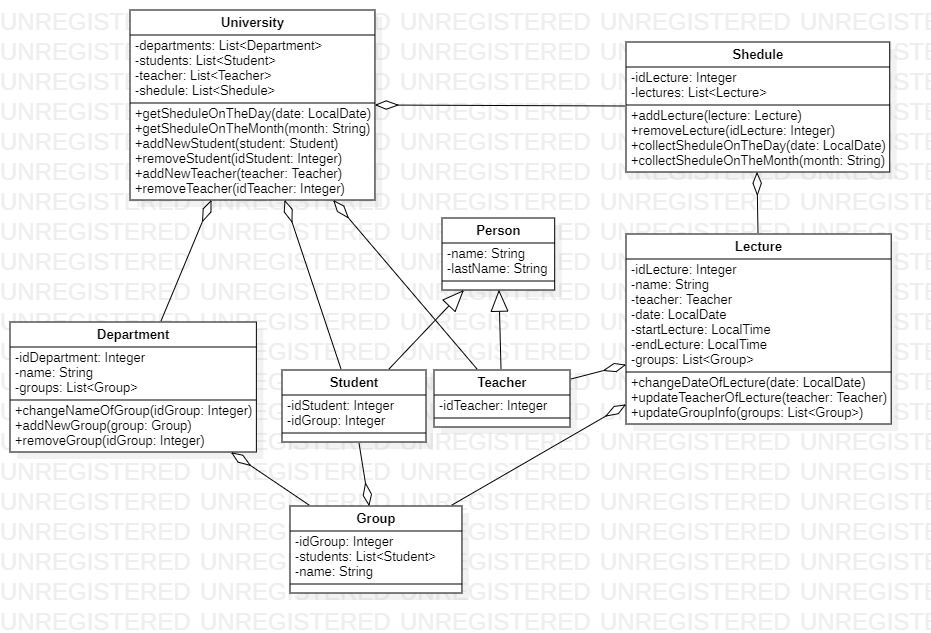 University
-departments: List<Department>
-students: List<Student>
-teacher: List<Teacher>
-shedule: List<Shedule>
+getSheduleOnTheDay(date: LocalDate)
+getSheduleOnTheMonth(month: String)
+addNewStudent(student: Student)
+removeStudent(idStudent: Integer)
+addNewTeacher(teacher: Teacher)
+removeTeacher(idTeacher: Integer)
Shedule
-idLecture: Integer
-lectures: List<Lecture>
+addLecture(lecture: Lecture)
+removeLecture(idLecture: Integer)
+collectSheduleOnTheDay(date: LocalDate)
+collectSheduleOnTheMonth(month: String)
Person
-name: String
-lastName: String
Lecture
-idLecture: Integer
-name: String
-teacher: Teacher
-date: LocalDate
-startLecture: LocalTime
-endLecture: LocalTime
-groups: List<Group>
+changeDateOfLecture(date: LocalDate)
+updateTeacherOfLecture(teacher: Teacher)
+updateGroupInfo(groups: List<Group>)
Department
-idDepartment: Integer
-name: String
-groups: List<Group>
+changeNameOfGroup(idGroup: Integer)
+addNewGroup(group: Group)
+removeGroup(idGroup: Integer)
Student
-idStudent: Integer
-idGroup: Integer
Teacher
-idTeacher: Integer
Group
-idGroup: Integer
-students: List<Student>
-name: String
UNREGISTERED